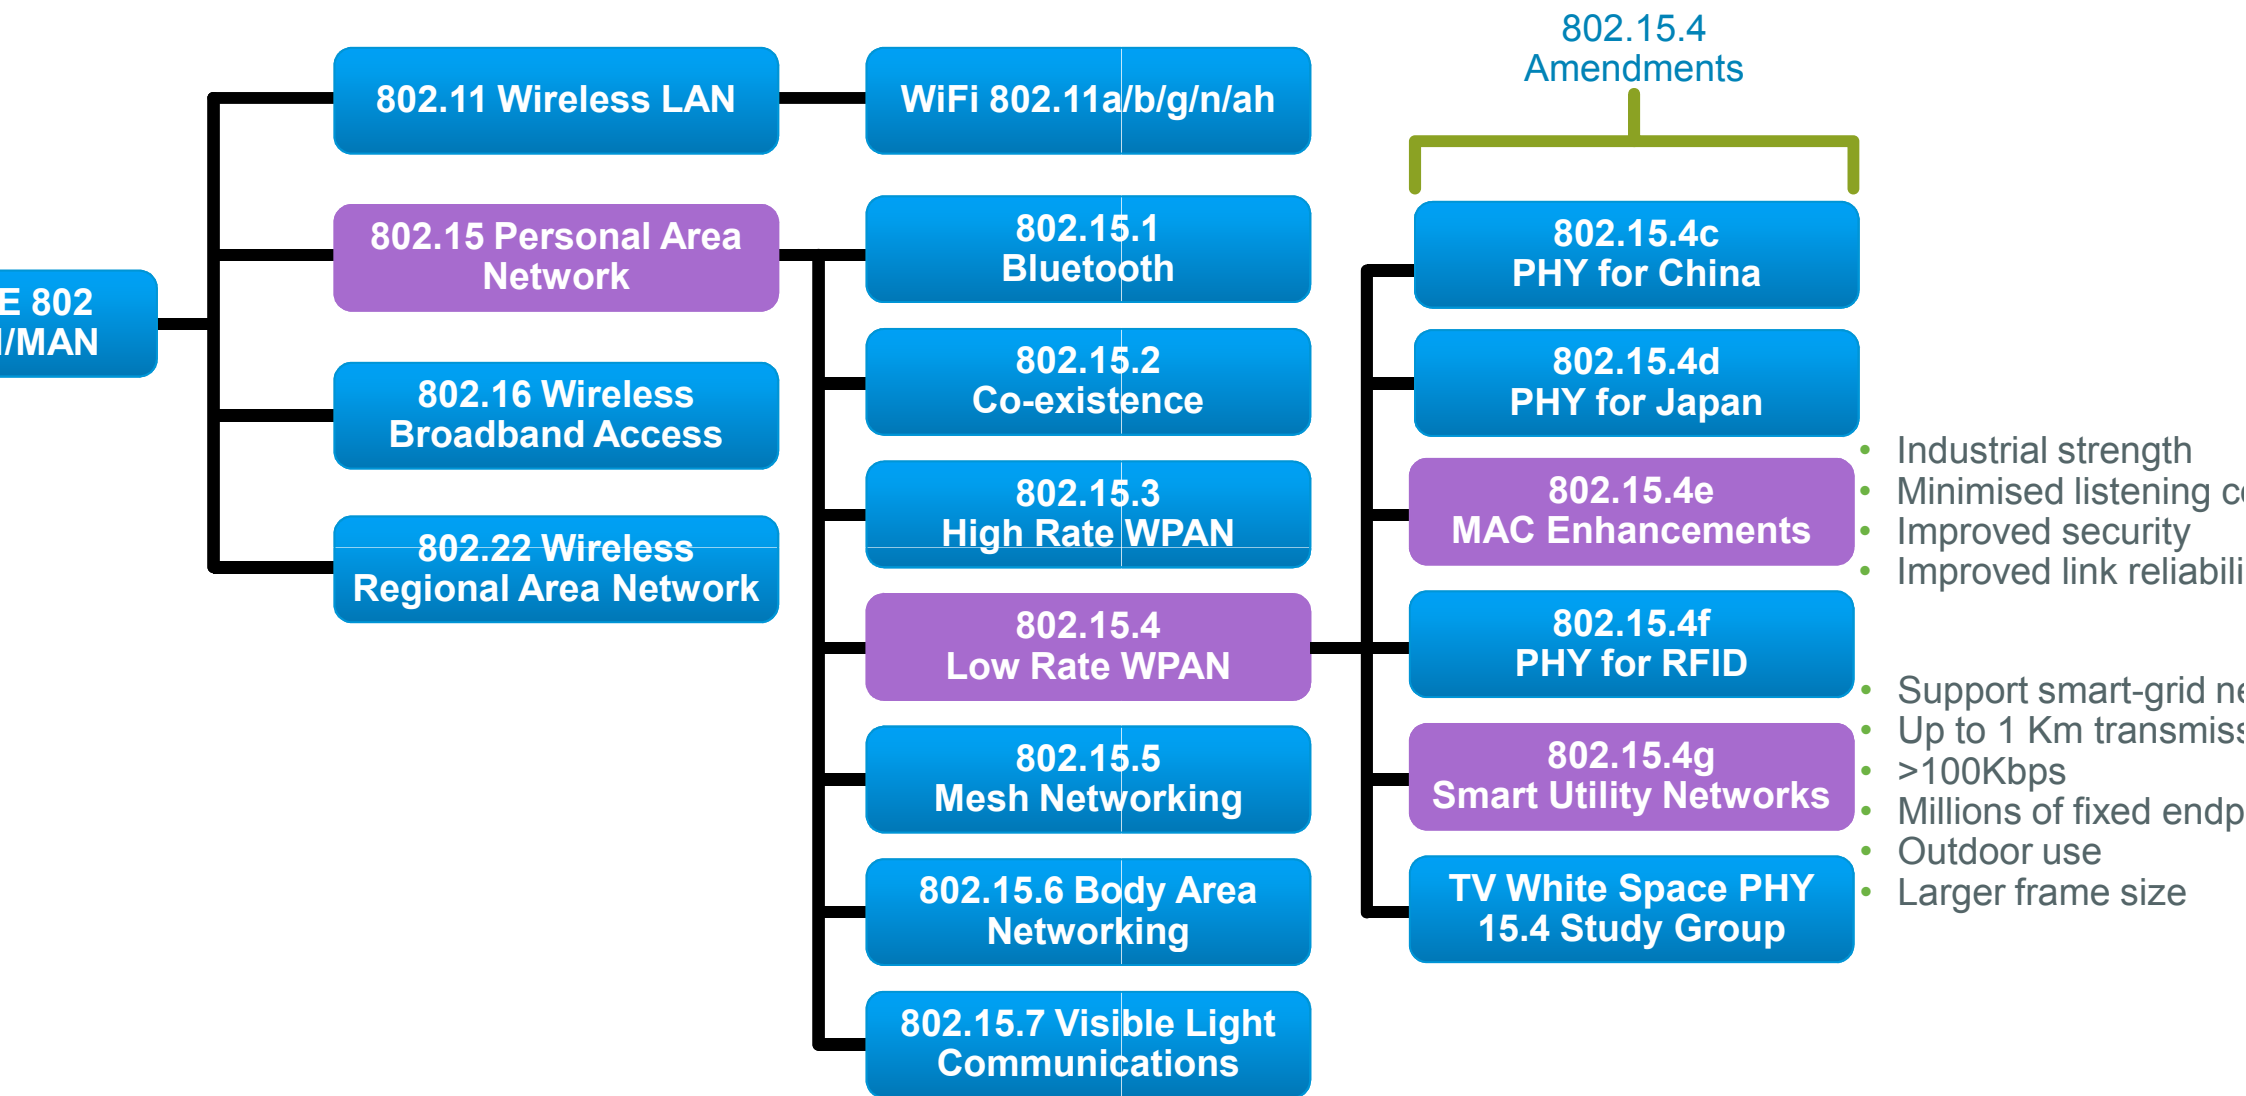 802.15.4
Amendments
802.11 Wireless LAN
WiFi 802.11a/b/g/n/ah
802.15 Personal Area
Network
802.15.1
Bluetooth
802.15.4c
PHY for China
E 802
/MAN
802.15.2
Co-existence
802.15.4d
PHY for Japan
802.16 Wireless
Broadband Access
802.15.3
High Rate WPAN
802.15.4e
MAC Enhancements
• Industrial strength
• Minimised listening
• Improved security
• Improved link
802.22 Wireless
Regional Area Network
802.15.4
Low Rate WPAN
802.15.4f
PHY for RFID
802.15.5
Mesh Networking
802.15.4g
Smart Utility Networks
• Support smart-grid
• Up to 1 Km
• >100Kbps
• Millions of fixed
• Outdoor use
• Larger frame size
802.15.6 Body Area
Networking
TV White Space PHY
15.4 Study Group
802.15.7 Visible Light
Communications